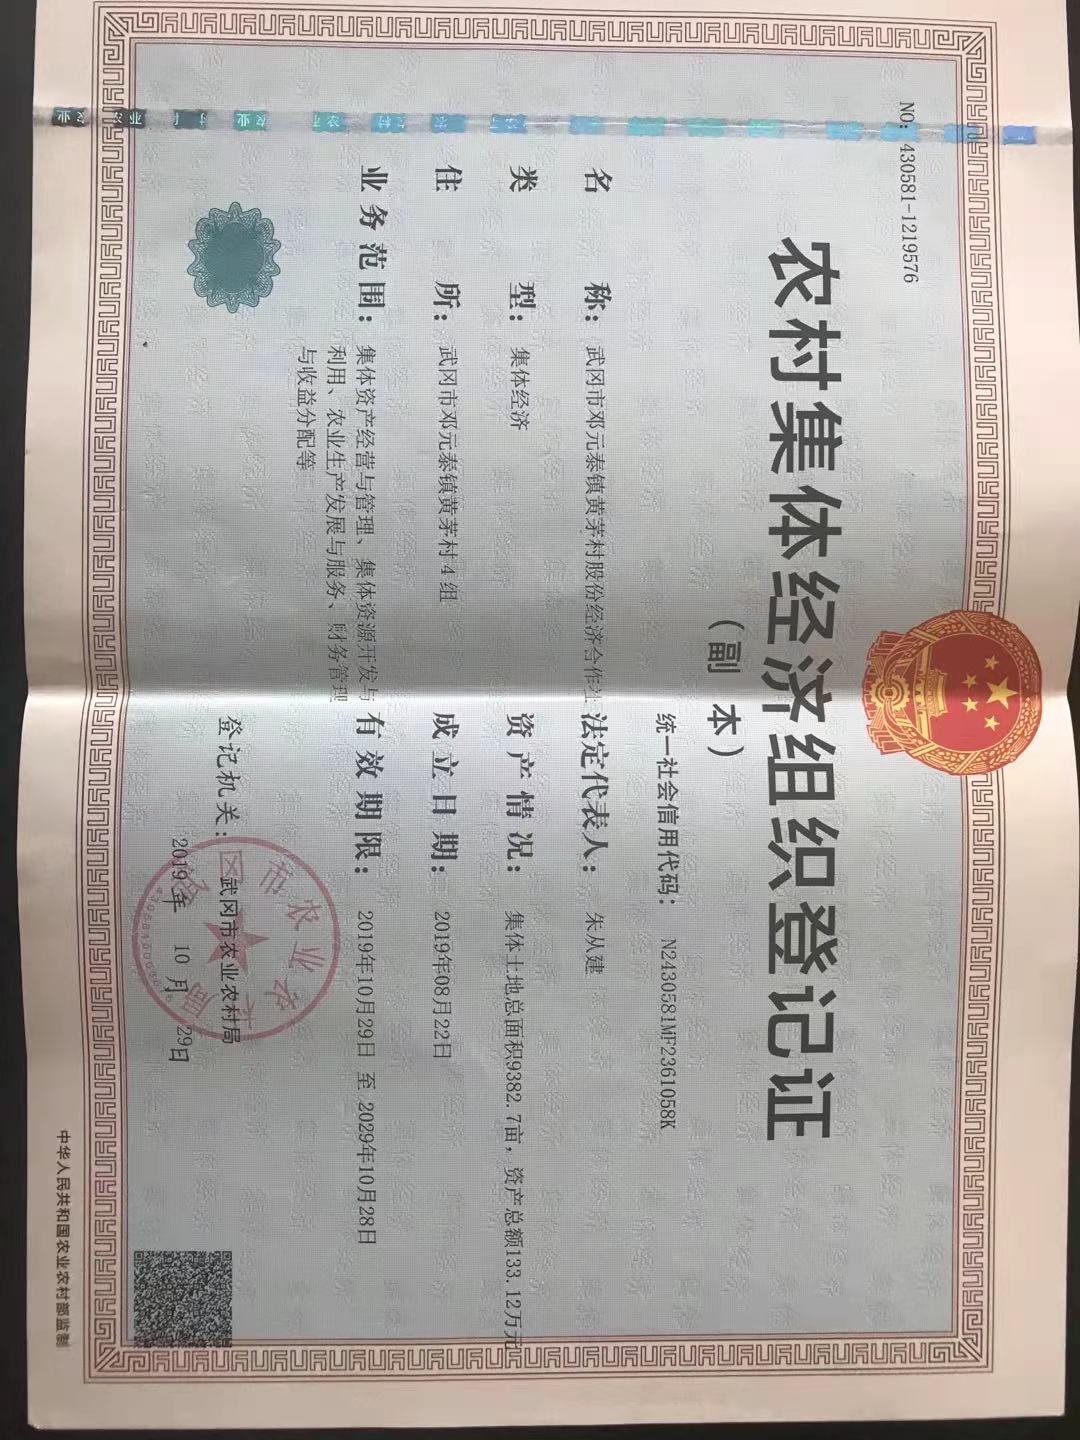 NO: 430581-1219576
农村集体经济组织登记证
（副 本）
统一社会信用代码： N2430581MF2361058K
名 称： 武冈市邓元泰镇黄茅村股份经济合作社
法定代表人： 朱从建
类 型： 集体经济
资产情况： 集体土地总面积9382.7亩，资产总额133.12万元
住 所： 武冈市邓元泰镇黄茅村4组
成立日期： 2019年08月22日
业务范围： 集体资产经营与管理、集体资源开发与
利用、农业生产发展与服务、财务管理
与收益分配等
有效期限： 2019年10月29日 至 2029年10月28日
登记机关： 武冈市农业农村局
2019年 10 月 29日
武冈市农业农村局
中华人民共和国农业农村部监制